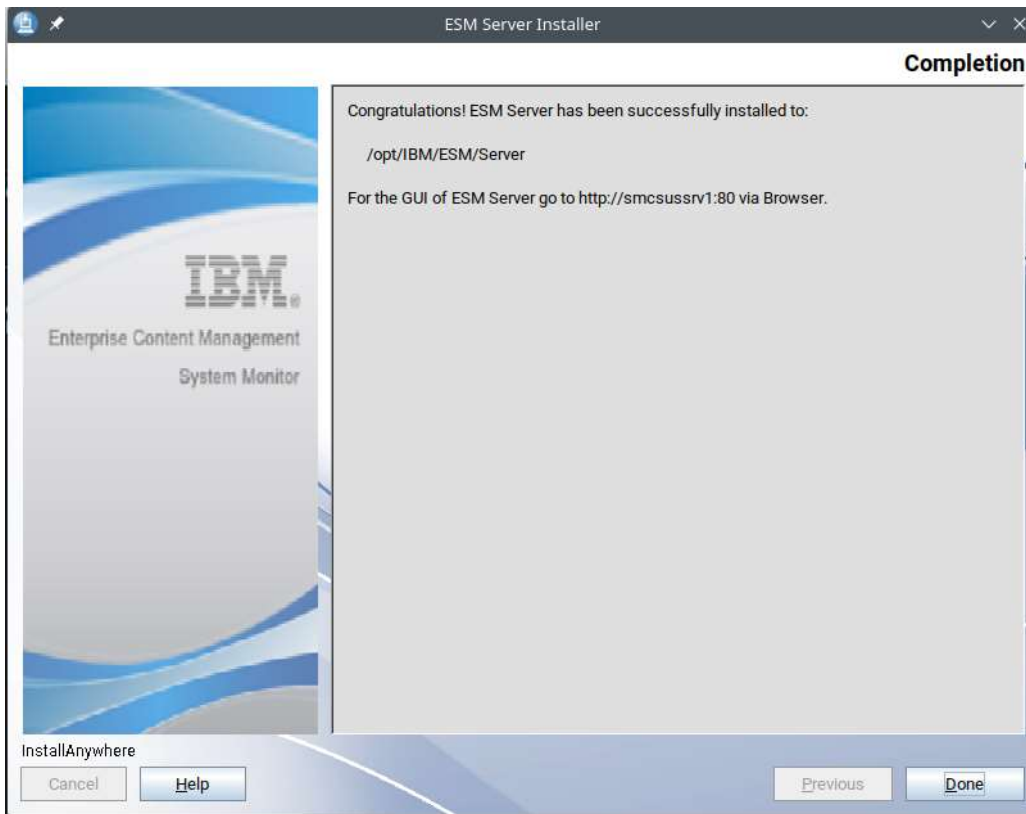 ESM Server Installer
Completion
Congratulations! ESM Server has been successfully installed to:
/opt/IBM/ESM/Server
For the GUI of ESM Server go to http://smcsussrv1:80 via Browser.
IBM®
Enterprise Content Management
System Monitor
InstallAnywhere
Cancel
Help
Previous
Done